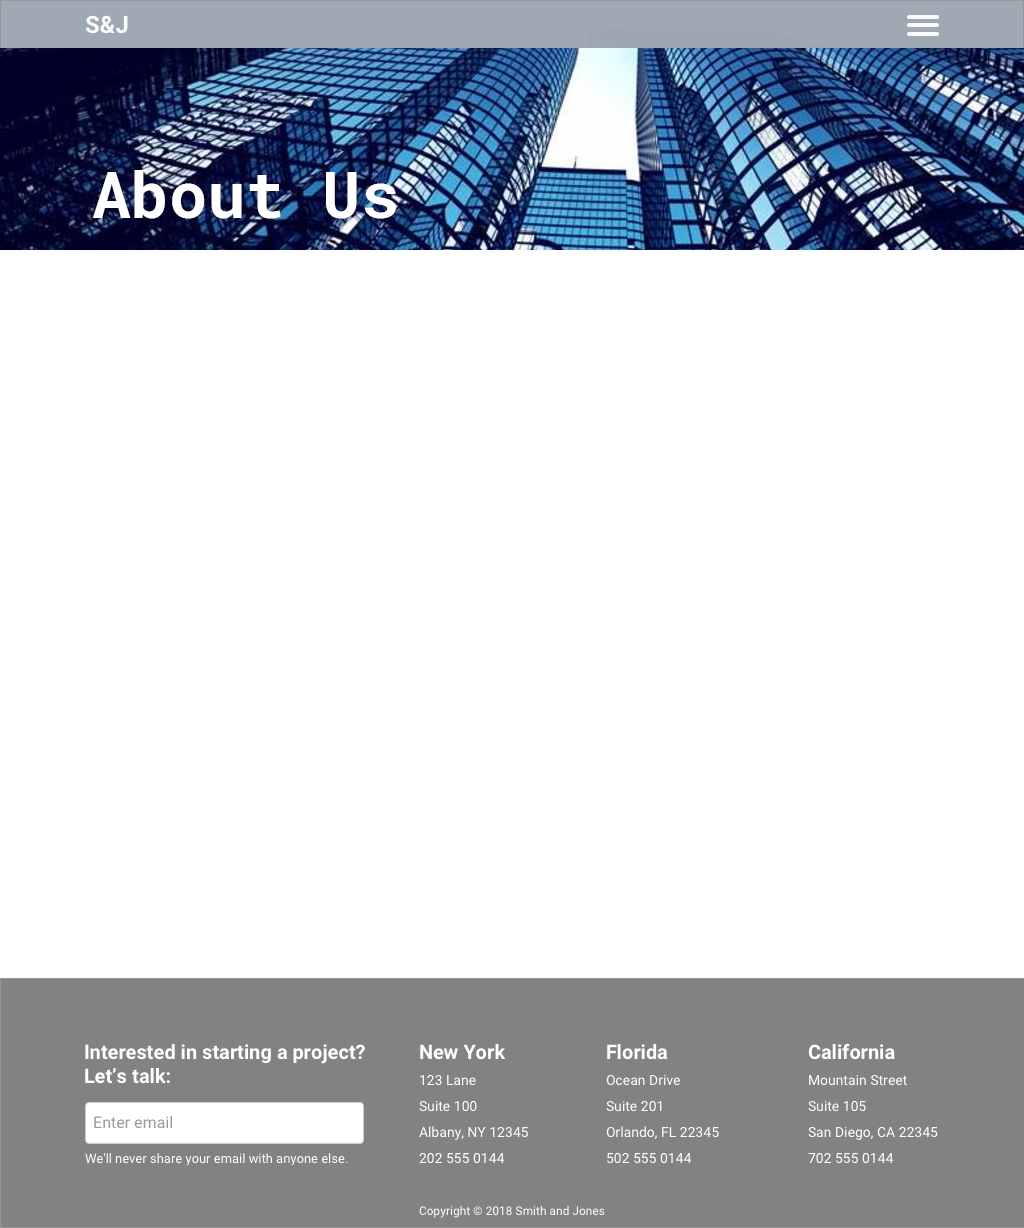 S&J
About Us
Interested in starting a project?
Let’s talk:
Enter email
We'll never share your email with anyone else.
New York
123 Lane
Suite 100
Albany, NY 12345
202 555 0144
Florida
Ocean Drive
Suite 201
Orlando, FL 22345
502 555 0144
California
Mountain Street
Suite 105
San Diego, CA 22345
702 555 0144
Copyright © 2018 Smith and Jones